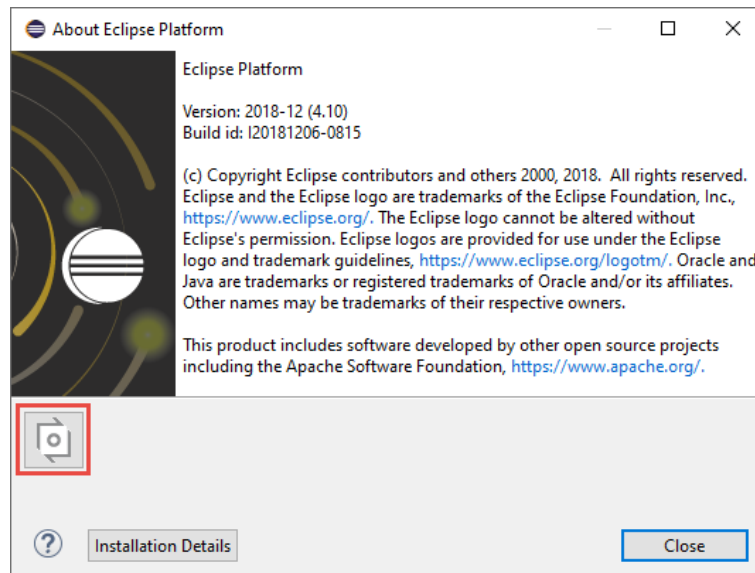 About Eclipse Platform
Eclipse Platform
Version: 2018-12 (4.10)
Build id: I20181206-0815
(c) Copyright Eclipse contributors and others 2000, 2018.  All rights reserved.
Eclipse and the Eclipse logo are trademarks of the Eclipse Foundation, Inc.,
https://www.eclipse.org/. The Eclipse logo cannot be altered without
Eclipse's permission. Eclipse logos are provided for use under the Eclipse
logo and trademark guidelines, https://www.eclipse.org/logotm/. Oracle and
Java are trademarks or registered trademarks of Oracle and/or its affiliates.
Other names may be trademarks of their respective owners.
This product includes software developed by other open source projects
including the Apache Software Foundation, https://www.apache.org/.
?
Installation Details
Close